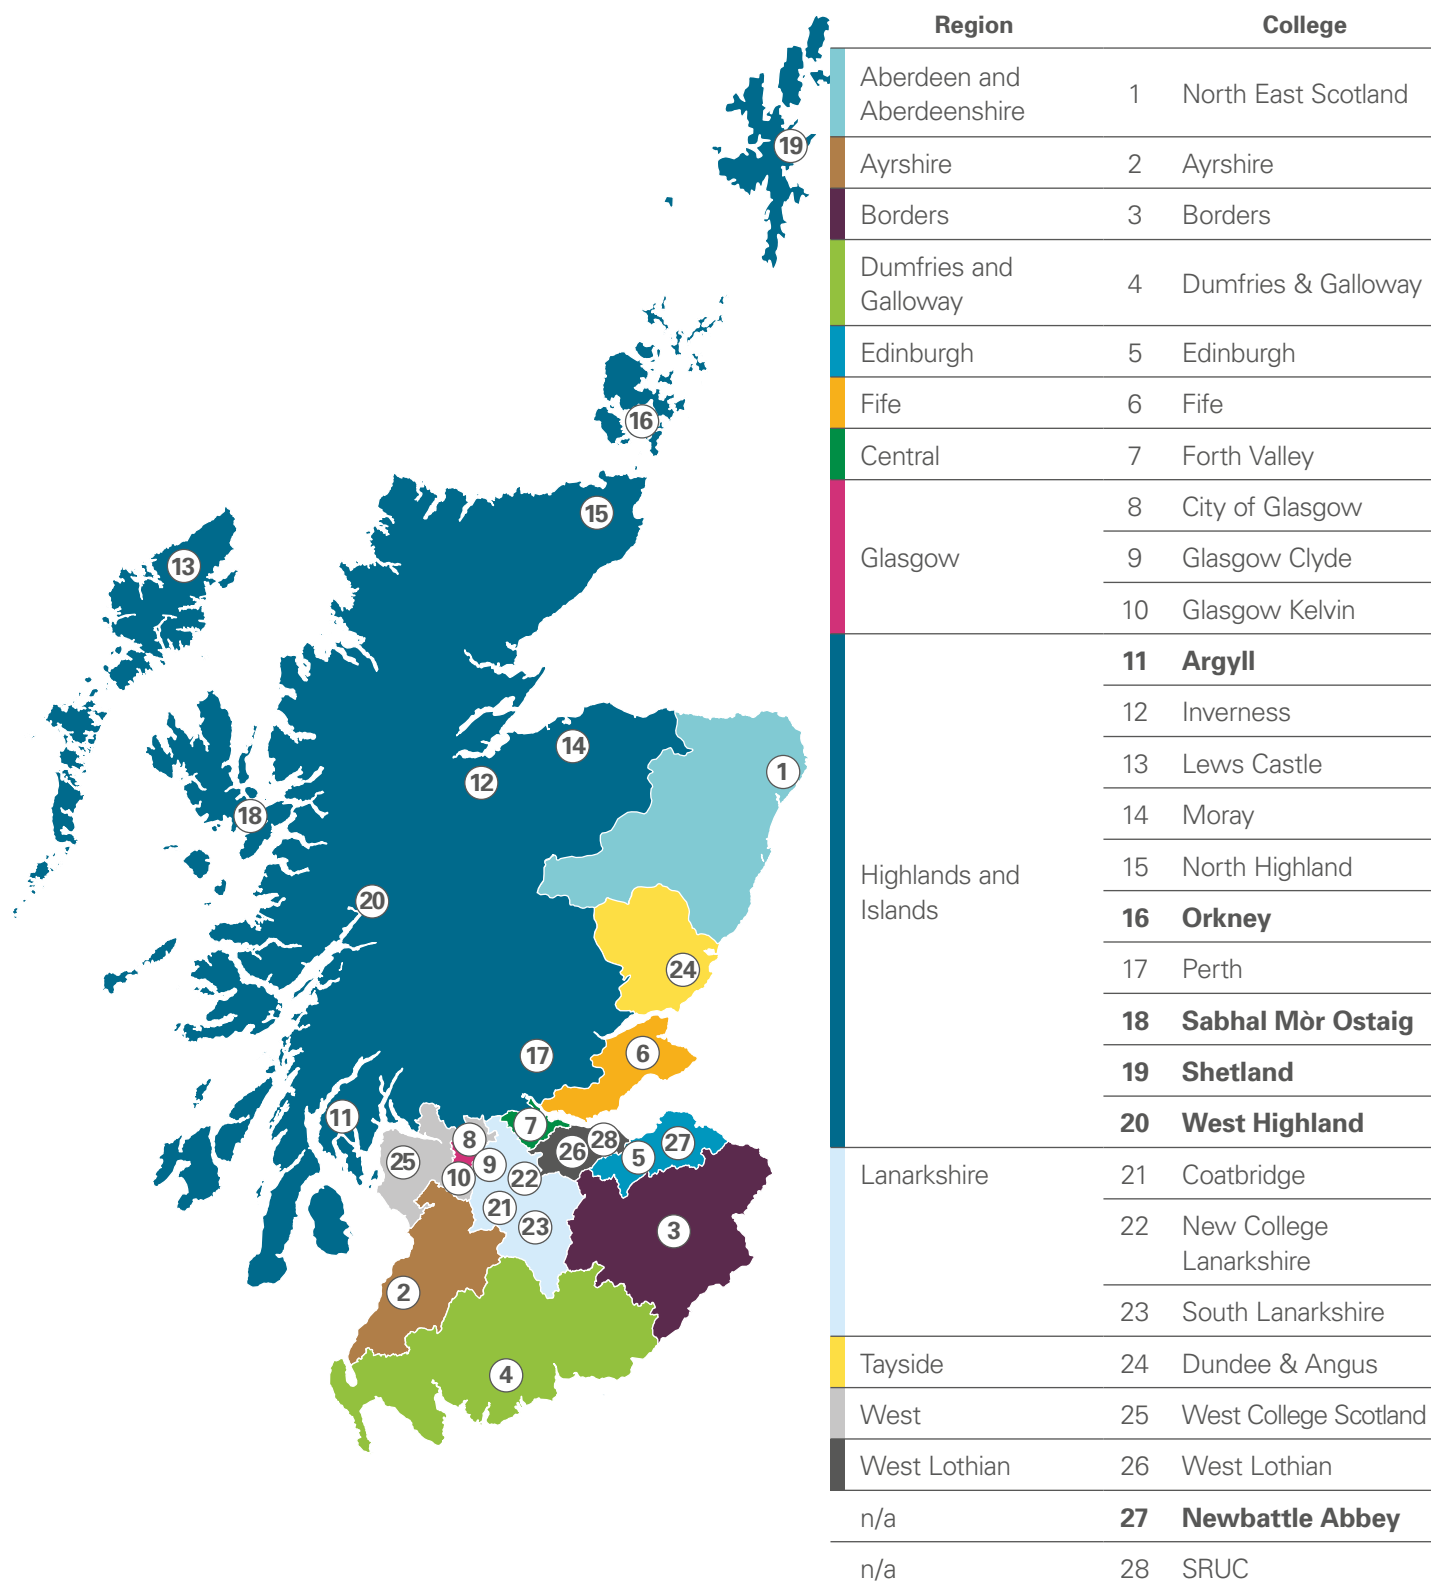 Region College
Aberdeen and
Aberdeenshire
1 North East Scotland
Ayrshire 2 Ayrshire
Borders 3 Borders
Dumfries and
Galloway
4 Dumfries & Galloway
Edinburgh 5 Edinburgh
Fife 6 Fife
Central 7 Forth Valley
Glasgow
8 City of Glasgow
9 Glasgow Clyde
10 Glasgow Kelvin
Highlands and
Islands
11 Argyll
12 Inverness
13 Lews Castle
14 Moray
15 North Highland
16 Orkney
17 Perth
18 Sabhal Mòr Ostaig
19 Shetland
20 West Highland
Lanarkshire 21 Coatbridge
22 New College
Lanarkshire
23 South Lanarkshire
Tayside 24 Dundee & Angus
West 25 West College Scotland
West Lothian 26 West Lothian
n/a 27 Newbattle Abbey
n/a 28 SRUC
19
16
15
13
14
1
12
18
20
24
6
17
11
7
8
28
27
26
5
25
9
10
22
21
23
3
2
4